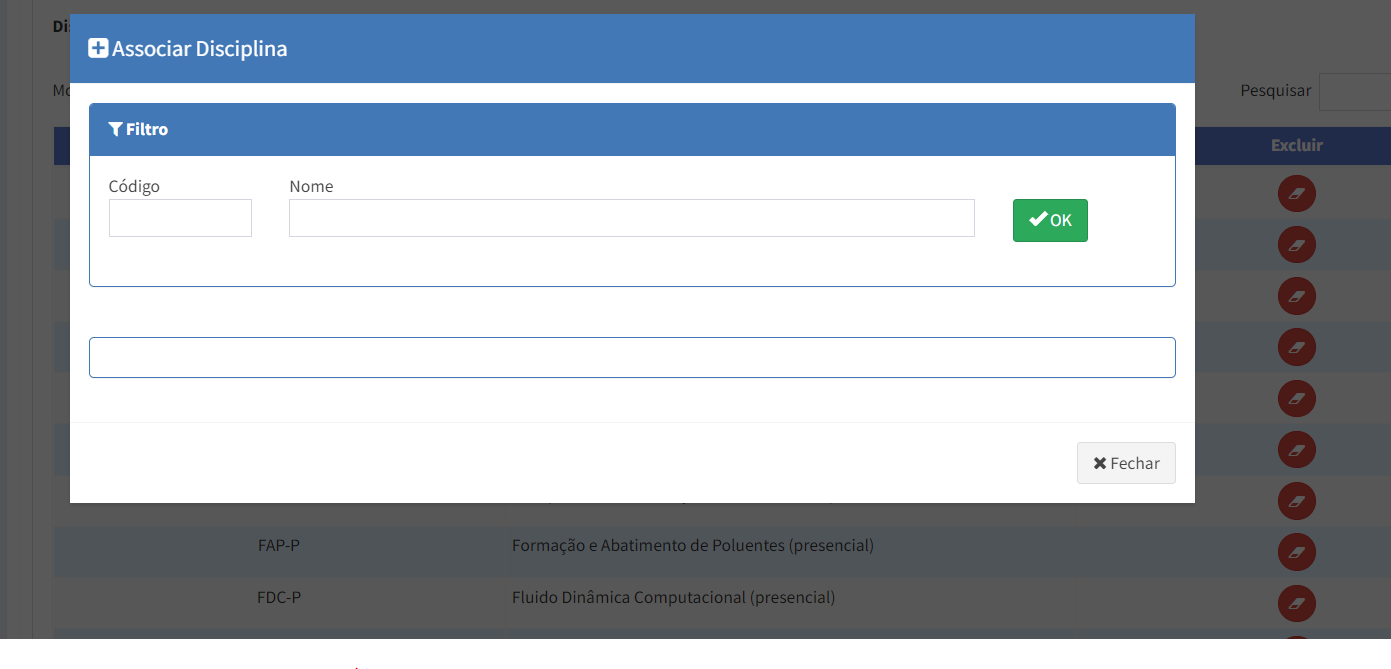 Associar Disciplina
Pesquisar
Filtro
Excluir
Código
Nome
OK
Fechar
FAP-P Formação e Abatimento de Poluentes (presencial)
FDC-P Fluido Dinâmica Computacional (presencial)